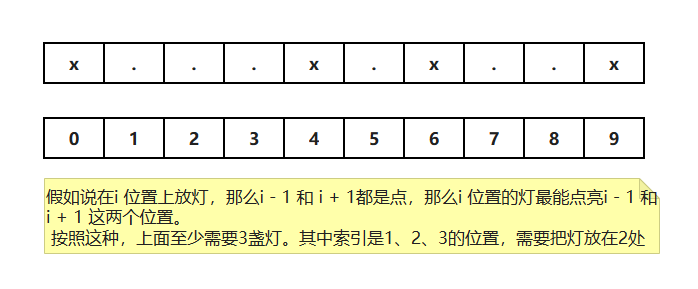 x . . . x . x . . x
0 1 2 3 4 5 6 7 8 9
假如说在i 位置上放灯，那么i - 1 和 i + 1都是点，那么i 位置的灯最能点亮i - 1 和
i + 1 这两个位置。
按照这种，上面至少需要3盏灯。其中索引是1、2、3的位置，需要把灯放在2处